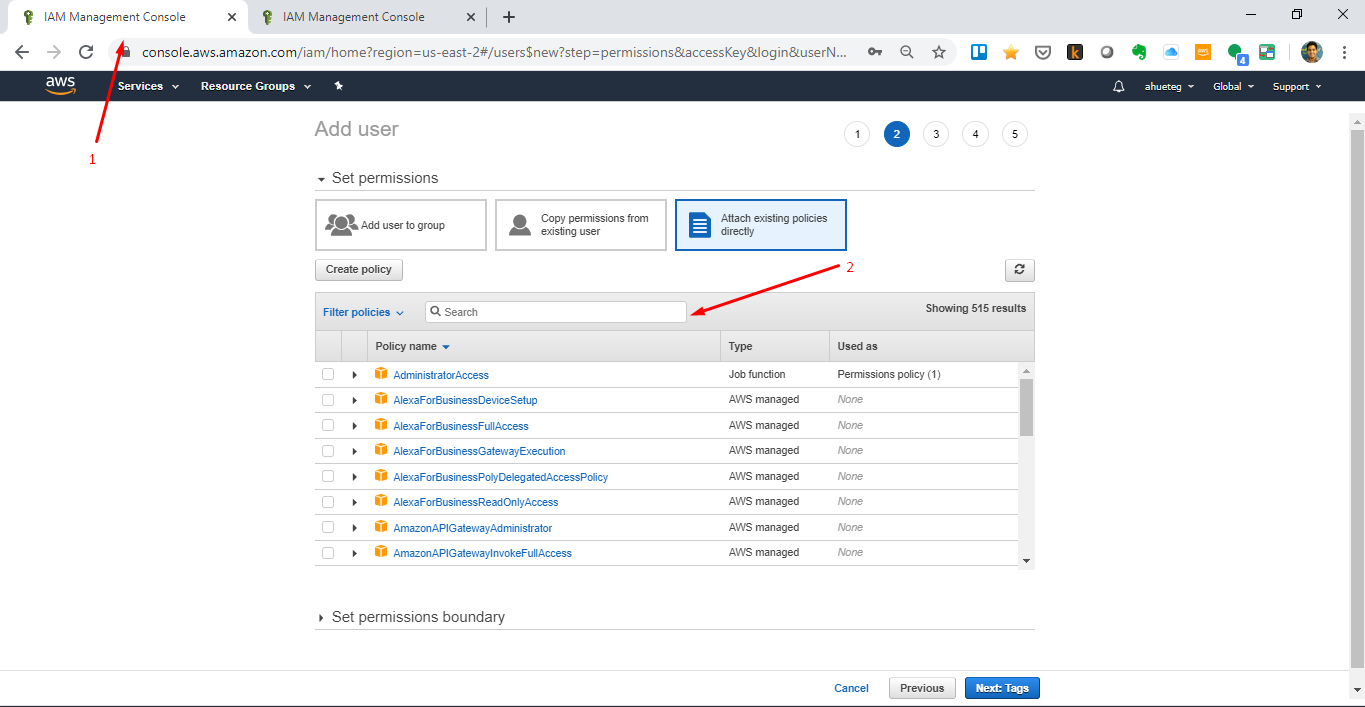 IAM Management Console
IAM Management Console
console.aws.amazon.com/iam/home?region=us-east-2#/users$new?step=permissions&accessKey&login&userN...
4
aws
Services
Resource Groups
ahueteg
Global
Support
1
Add user
1 2 3 4 5
Set permissions
Add user to group
Copy permissions from
existing user
Attach existing policies
directly
Create policy
2
Filter policies
Search
Showing 515 results
Policy name Type Used as
AdministratorAccess Job function Permissions policy (1)
AlexaForBusinessDeviceSetup AWS managed None
AlexaForBusinessFullAccess AWS managed None
AlexaForBusinessGatewayExecution AWS managed None
AlexaForBusinessPolyDelegatedAccessPolicy AWS managed None
AlexaForBusinessReadOnlyAccess AWS managed None
AmazonAPIGatewayAdministrator AWS managed None
AmazonAPIGatewayInvokeFullAccess AWS managed None
Set permissions boundary
Cancel Previous Next: Tags